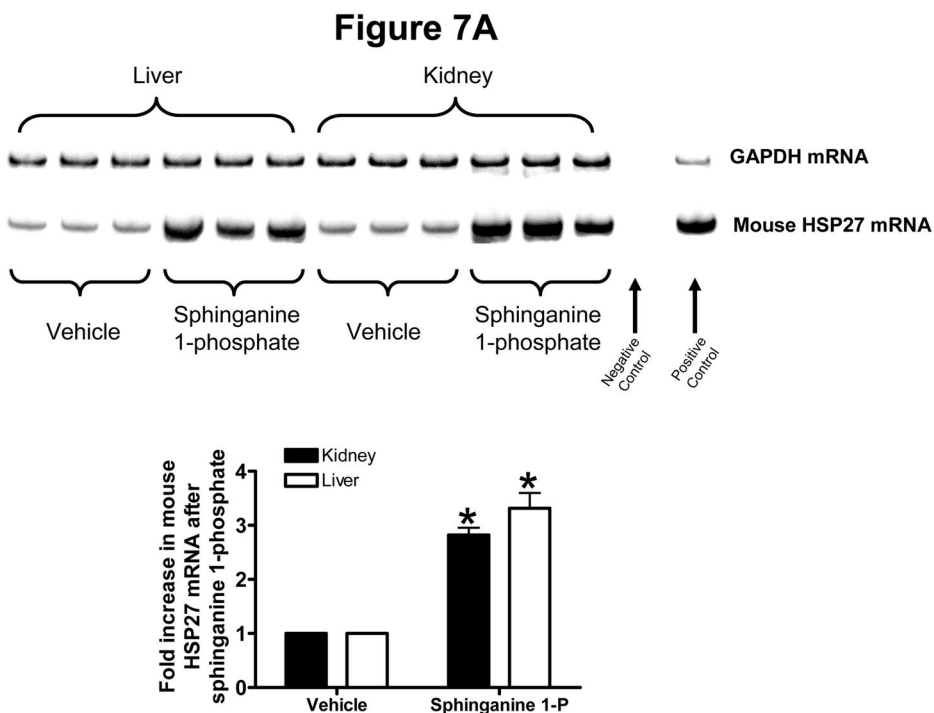 Figure 7A
Liver
Kidney
GAPDH mRNA
Mouse HSP27 mRNA
Vehicle
Sphinganine
1-phosphate
Vehicle
Sphinganine
1-phosphate
Negative
Control
Positive
Control
Kidney
Liver
Fold increase in mouse
HSP27 mRNA after
sphinganine 1-phosphate
4
3
2
1
0
*
*
Vehicle
Sphinganine 1-P